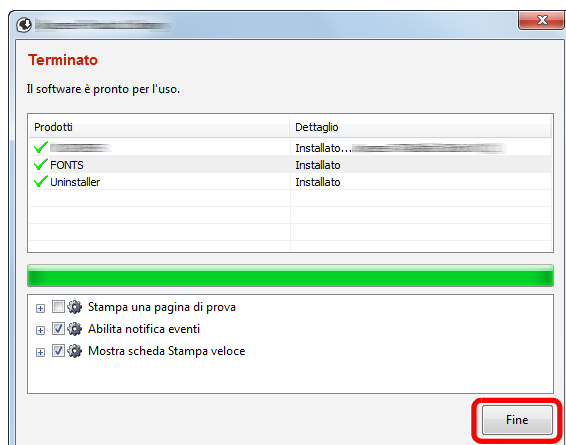 Terminato
Il software è pronto per l'uso.
Prodotti Dettaglio
Installato...
FONTS Installato
Uninstaller Installato
Stampa una pagina di prova
Abilita notifica eventi
Mostra scheda Stampa veloce
Fine